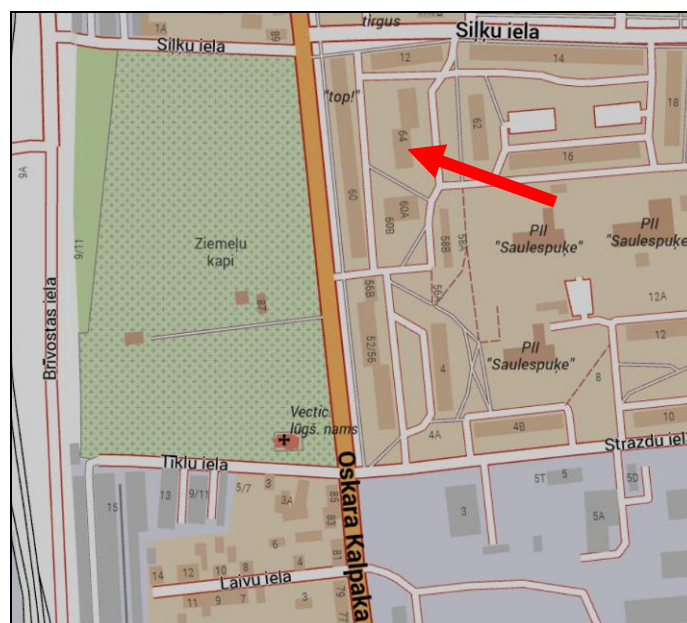 tirgus
1A
68
Siļķu iela
Siļķu iela
12
14
18
"top!"
64
62
16
9A
60
60A
60B
9/11
Ziemeļu
kapi
58B
58A
PII
"Saulespuķe"
PII
"Saulespuķe"
Brīvostas iela
87
56B
56A
12A
52/56
4
PII
"Saulespuķe"
12
8
Vectic.
lūgš. nams
4A
4B
10
Strazdu iel
Tīklu iela
Oskara Kalpaka
13
9/11
5/7
3
3A
85
83
15
3
5T
5
5D
5A
6
81
14
12
10
8
4
Laivu iela
11
9
7
3
79
77